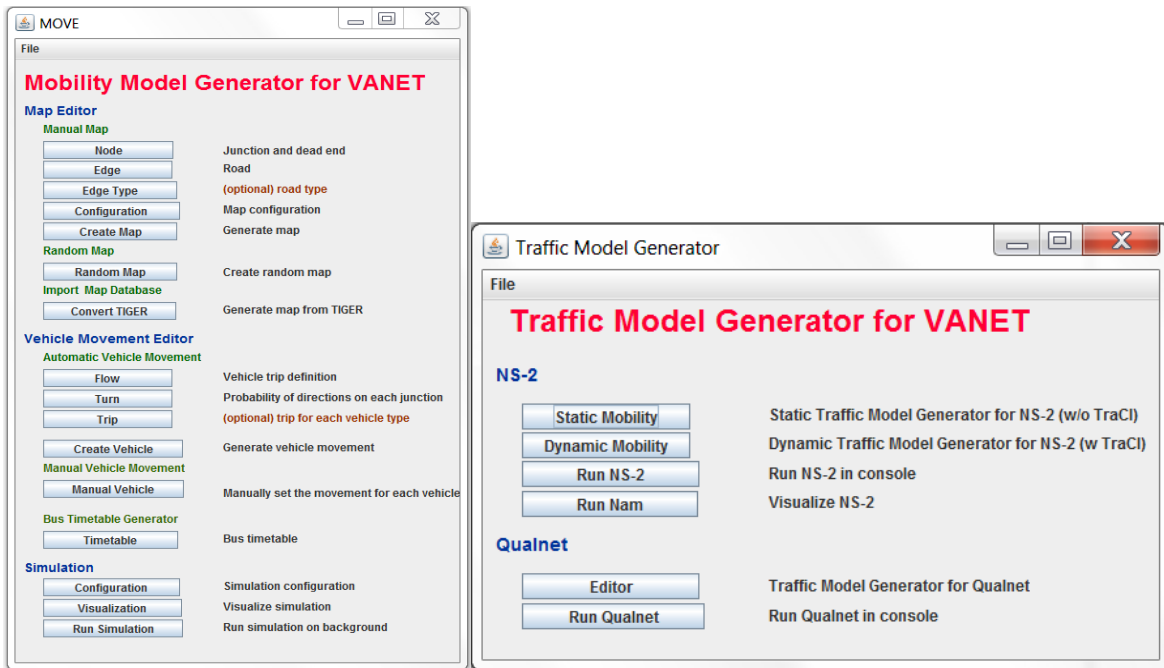 MOVE
File
Mobility Model Generator for VANET
Map Editor
Manual Map
Node Junction and dead end
Edge Road
Edge Type (optional) road type
Configuration Map configuration
Create Map Generate map
Random Map
Random Map Create random map
Import Map Database
Convert TIGER Generate map from TIGER
Vehicle Movement Editor
Automatic Vehicle Movement
Flow Vehicle trip definition
Turn Probability of directions on each junction
Trip (optional) trip for each vehicle type
Create Vehicle Generate vehicle movement
Manual Vehicle Movement
Manual Vehicle Manually set the movement for each vehicle
Bus Timetable Generator
Timetable Bus timetable
Simulation
Configuration Simulation configuration
Visualization Visualize simulation
Run Simulation Run simulation on background
Traffic Model Generator
File
Traffic Model Generator for VANET
NS-2
Static Mobility Static Traffic Model Generator for NS-2 (w/o TraCI)
Dynamic Mobility Dynamic Traffic Model Generator for NS-2 (w TraCI)
Run NS-2 Run NS-2 in console
Run Nam Visualize NS-2
Qualnet
Editor Traffic Model Generator for Qualnet
Run Qualnet Run Qualnet in console